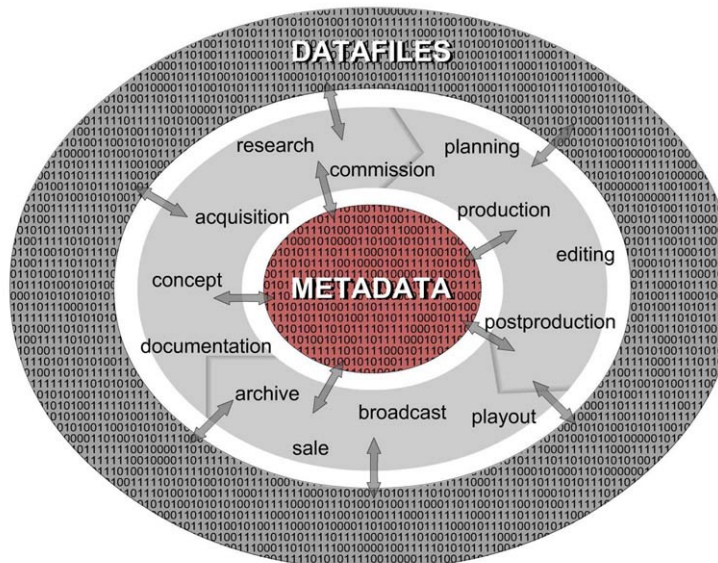 DATAFILES
research
planning
commission
acquisition
production
editing
concept
METADATA
postproduction
documentation
archive
broadcast
playout
sale